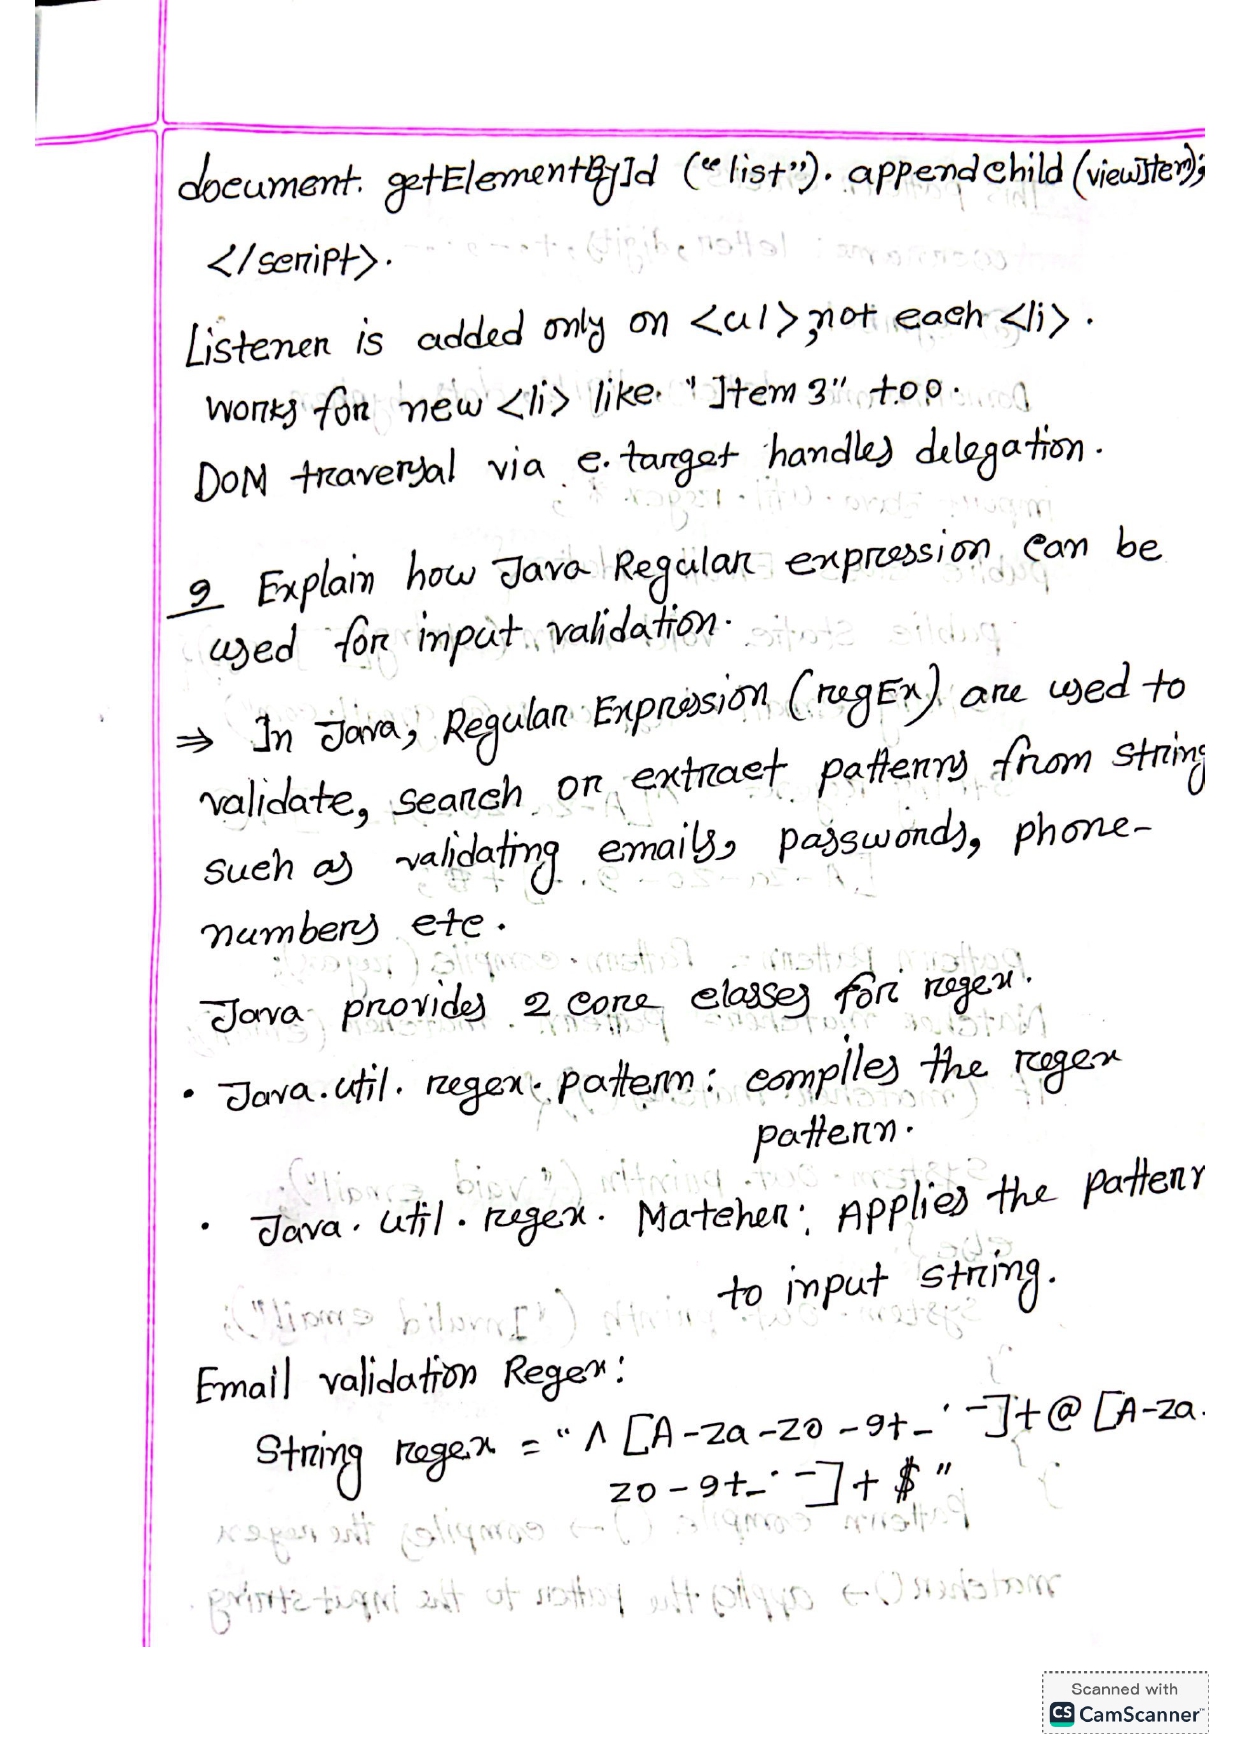 document. getElementById ("list"). appendchild (viewItem);
</script>.
Listener is added only on <ul>, not each <li>.
works for new <li> like "Item 3" too.
DOM traversal via e. target handles delegation.
9 Explain how Java Regular expression can be
used for input validation.
⇒ In Java, Regular Expression (regEx) are used to
validate, search or extract patterns from string
such as validating emails, passwords, phone-
numbers etc.
Java provides 2 core classes for regex.
• Java.util. regex. pattern: compiles the regex
pattern.
• Java. util. regex. Matcher: Applies the pattern
to input string.
Email validation Regex:
String regex = "^ [A-Za-z0-9+_.-]+@ [A-Za-
z0-9+_.-]+$"
Scanned with
CS CamScanner